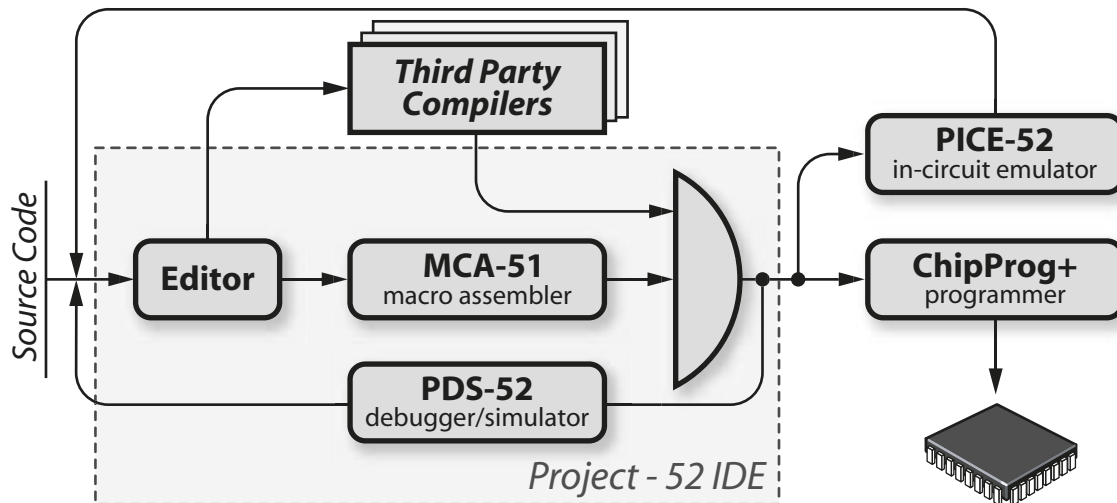 Third Party
Compilers
PICE-52
in-circuit emulator
Source Code
Editor
MCA-51
macro assembler
ChipProg+
programmer
PDS-52
debugger/simulator
Project - 52 IDE